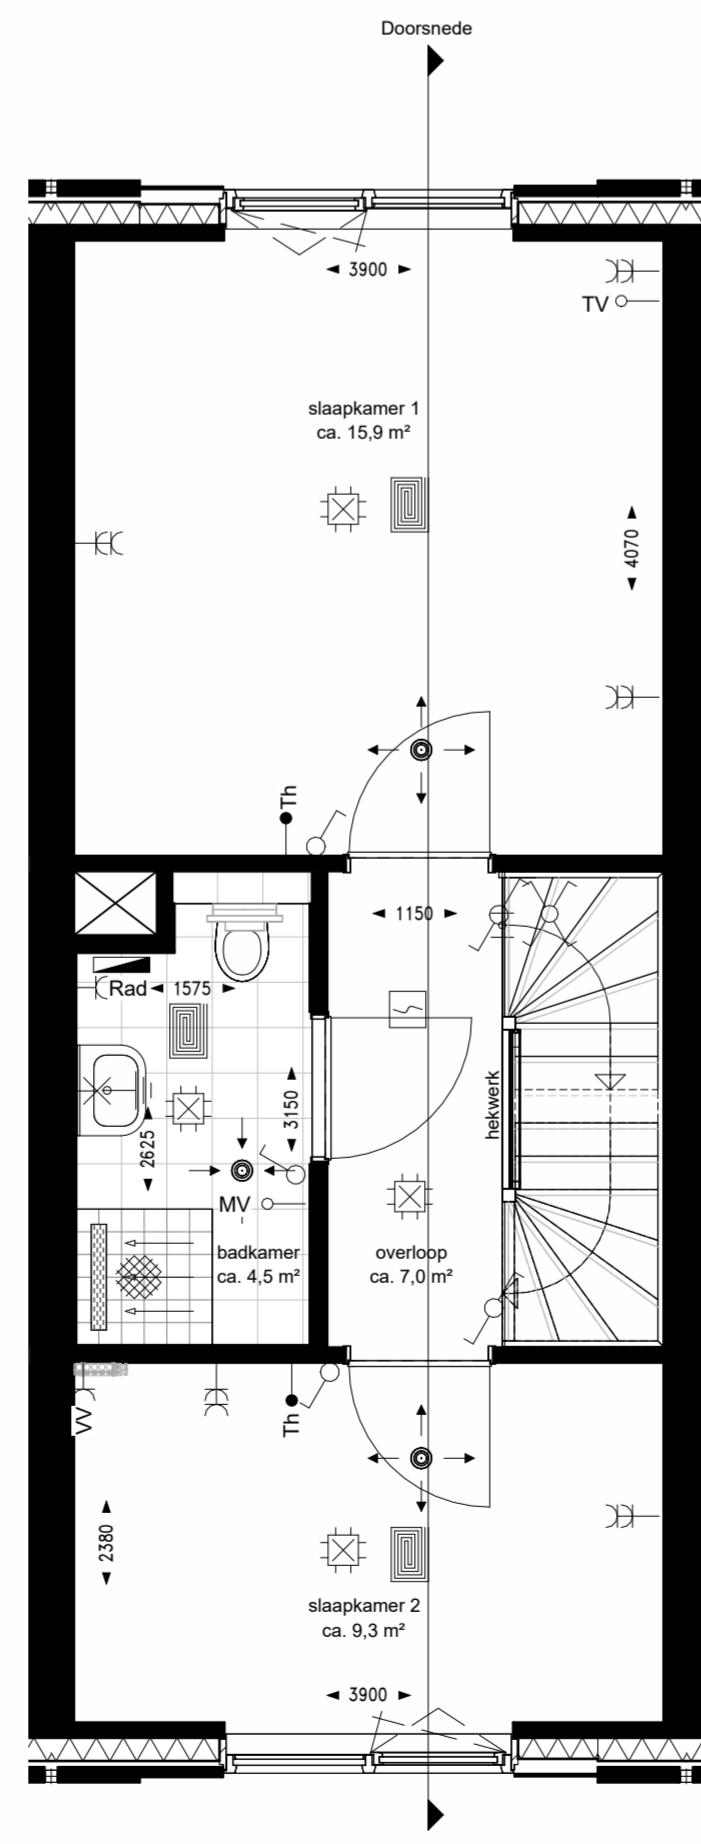 Doorsnede
3900
TV
slaapkamer 1
ca. 15,9 m²
4070
Th
1150
Rad
1575
hekwerk
3150
2625
MV
badkamer
ca. 4,5 m²
overloop
ca. 7,0 m²
VV
Th
2380
slaapkamer 2
ca. 9,3 m²
3900